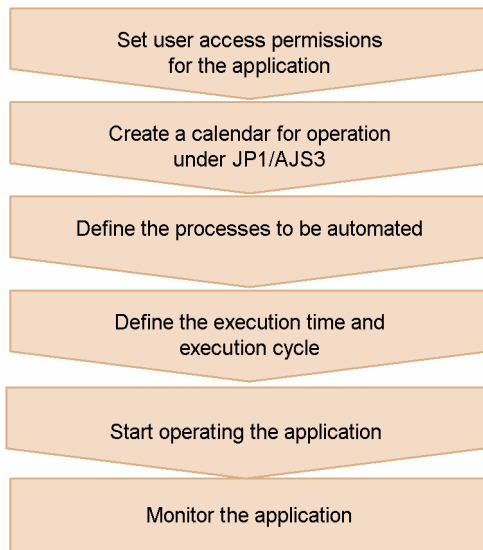 Set user access permissions
for the application
Create a calendar for operation
under JP1/AJS3
Define the processes to be automated
Define the execution time and
execution cycle
Start operating the application
Monitor the application